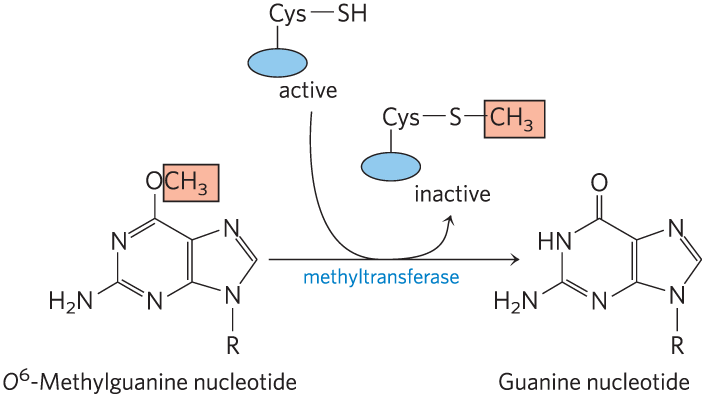 Cys—SH
active
Cys—S—CH₃
inactive
OCH₃
N
N
H₂N
N
N
R
methyltransferase
O
HN
N
H₂N
N
N
R
O⁶-Methylguanine nucleotide
Guanine nucleotide